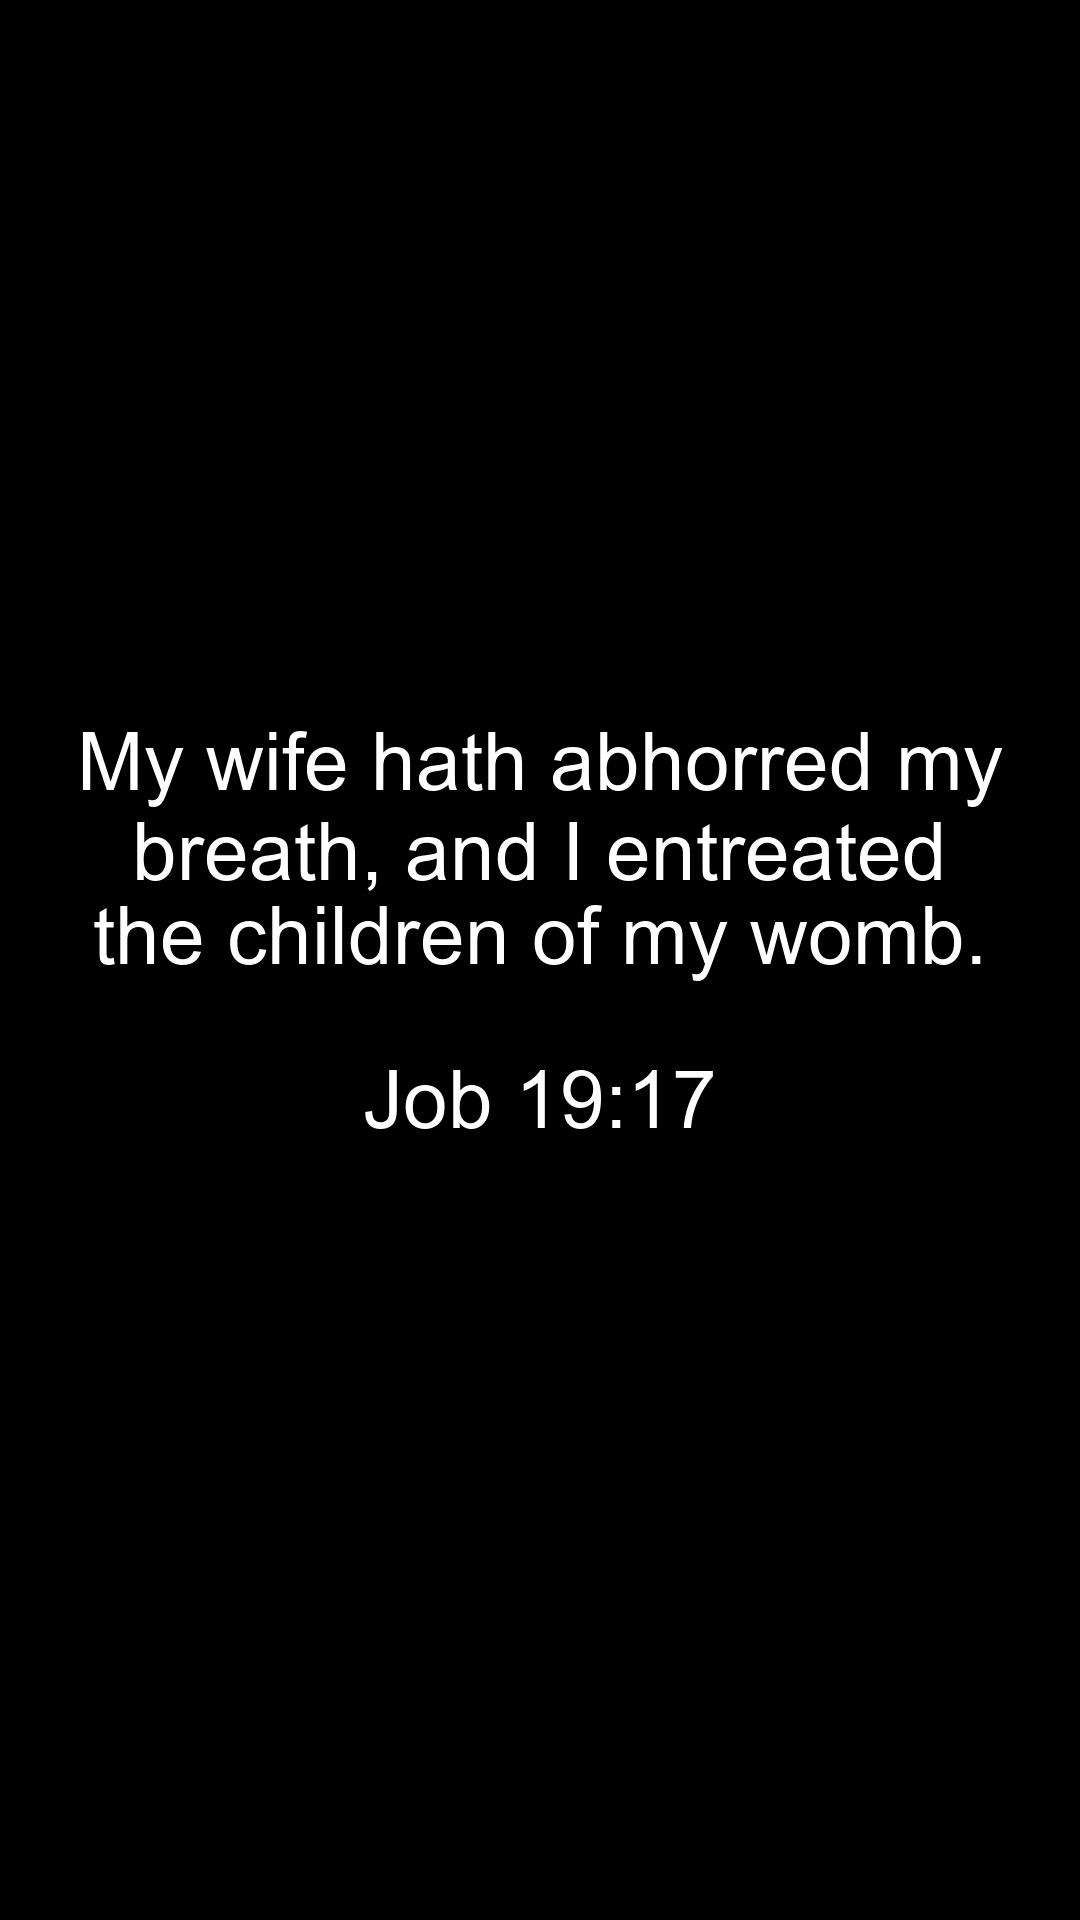 My wife hath abhorred my
breath, and I entreated
the children of my womb.
Job 19:17